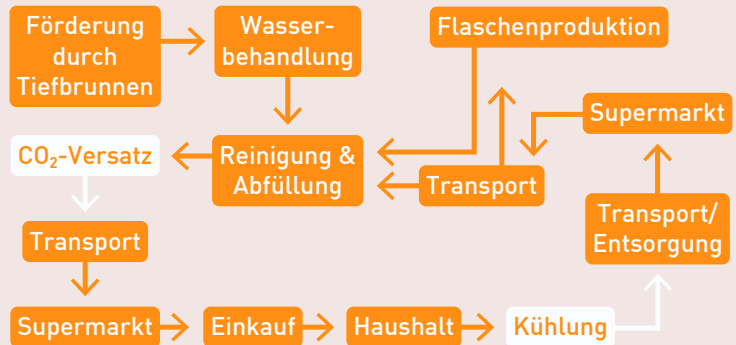 Förderung
durch
Tiefbrunnen
Wasser-
behandlung
Flaschenproduktion
Supermarkt
CO₂-Versatz
Reinigung &
Abfüllung
Transport
Transport/
Entsorgung
Transport
Supermarkt
Einkauf
Haushalt
Kühlung